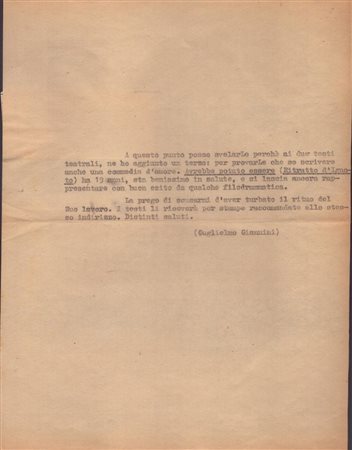 A questo punto posso svelarLe perchè ai due testi
teatrali, ne ho aggiunto un terzo: per provarLe che so scrivere
anche una commedia d'amore. Avrebbe potuto essere (Ritratto d'Igno-
to) ha 19 anni, sta benissimo in salute, e si lascia ancora rap-
presentare con buon esito da qualche filodrammatica.
La prego di scusarmi d'aver turbato il ritmo del
Suo lavoro. I testi li riceverà per stampe raccomandate allo stes-
so indirizzo. Distinti saluti.
(Guglielmo Giannini)